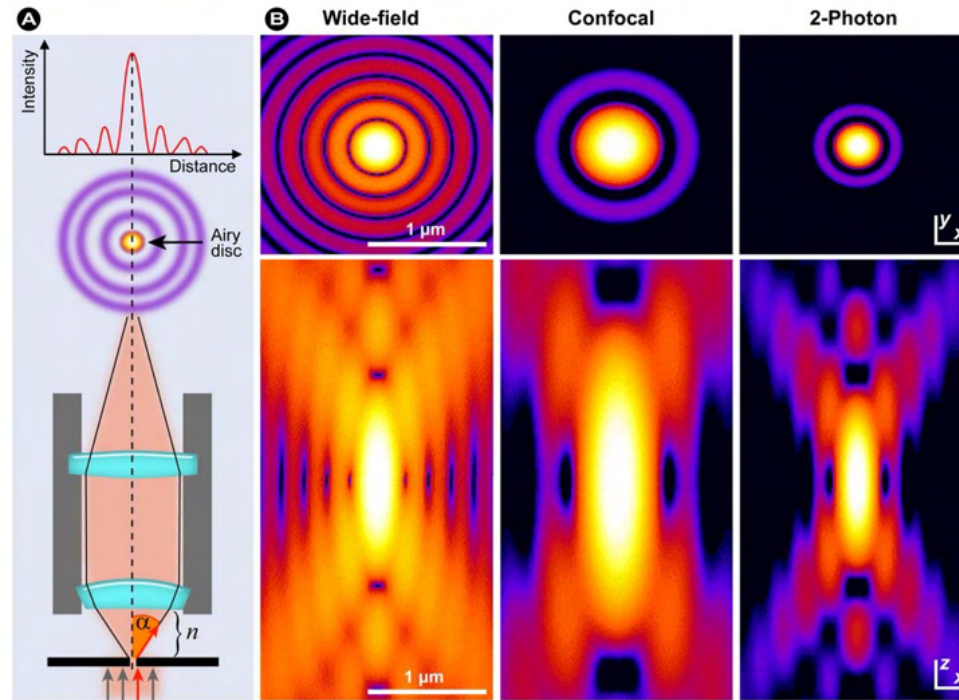 A
Intensity
Distance
Airy
disc
α
n
B
Wide-field
Confocal
2-Photon
1 µm
y
x
1 µm
z
x